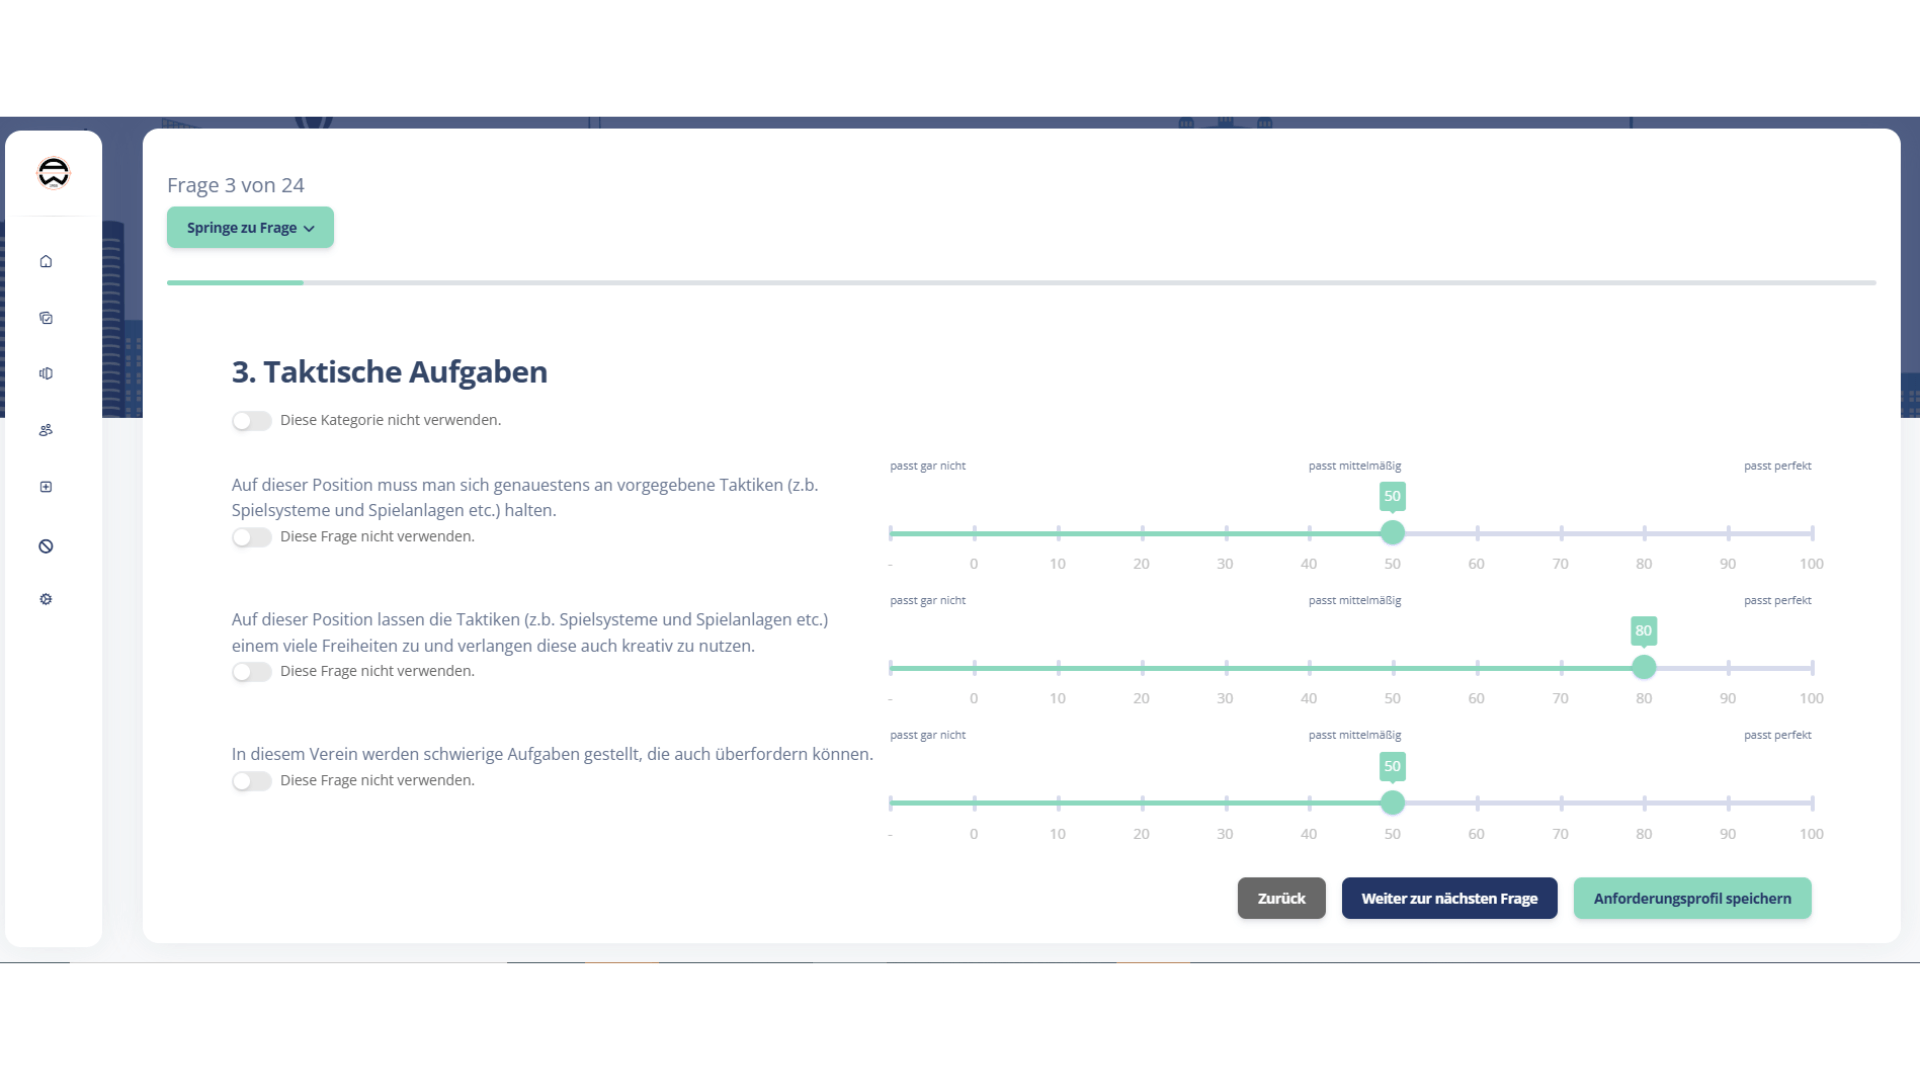 Frage 3 von 24
Springe zu Frage
3. Taktische Aufgaben
Diese Kategorie nicht verwenden.
Auf dieser Position muss man sich genauestens an vorgegebene Taktiken (z.b.
Spielsysteme und Spielanlagen etc.) halten.
Diese Frage nicht verwenden.
passt gar nicht passt mittelmäßig passt perfekt
50
- 0 10 20 30 40 50 60 70 80 90 100
Auf dieser Position lassen die Taktiken (z.b. Spielsysteme und Spielanlagen etc.)
einem viele Freiheiten zu und verlangen diese auch kreativ zu nutzen.
Diese Frage nicht verwenden.
passt gar nicht passt mittelmäßig passt perfekt
80
- 0 10 20 30 40 50 60 70 80 90 100
In diesem Verein werden schwierige Aufgaben gestellt, die auch überfordern können.
Diese Frage nicht verwenden.
passt gar nicht passt mittelmäßig passt perfekt
50
- 0 10 20 30 40 50 60 70 80 90 100
Zurück Weiter zur nächsten Frage Anforderungsprofil speichern